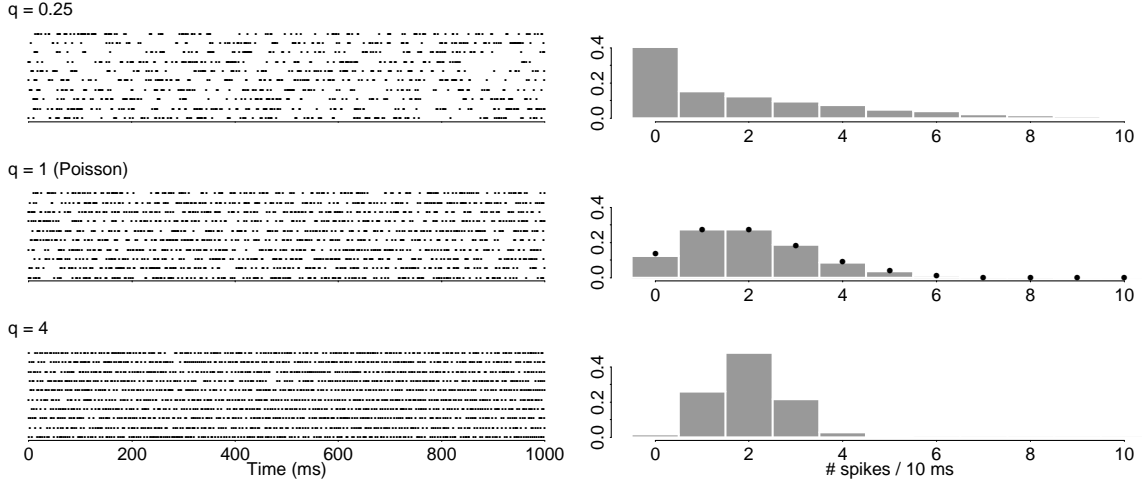 q = 0.25
0.0 0.2 0.4
0 2 4 6 8 10
q = 1 (Poisson)
0.0 0.2 0.4
0 2 4 6 8 10
q = 4
0.0 0.2 0.4
0 200 400 600 800 1000
Time (ms)
0 2 4 6 8 10
# spikes / 10 ms